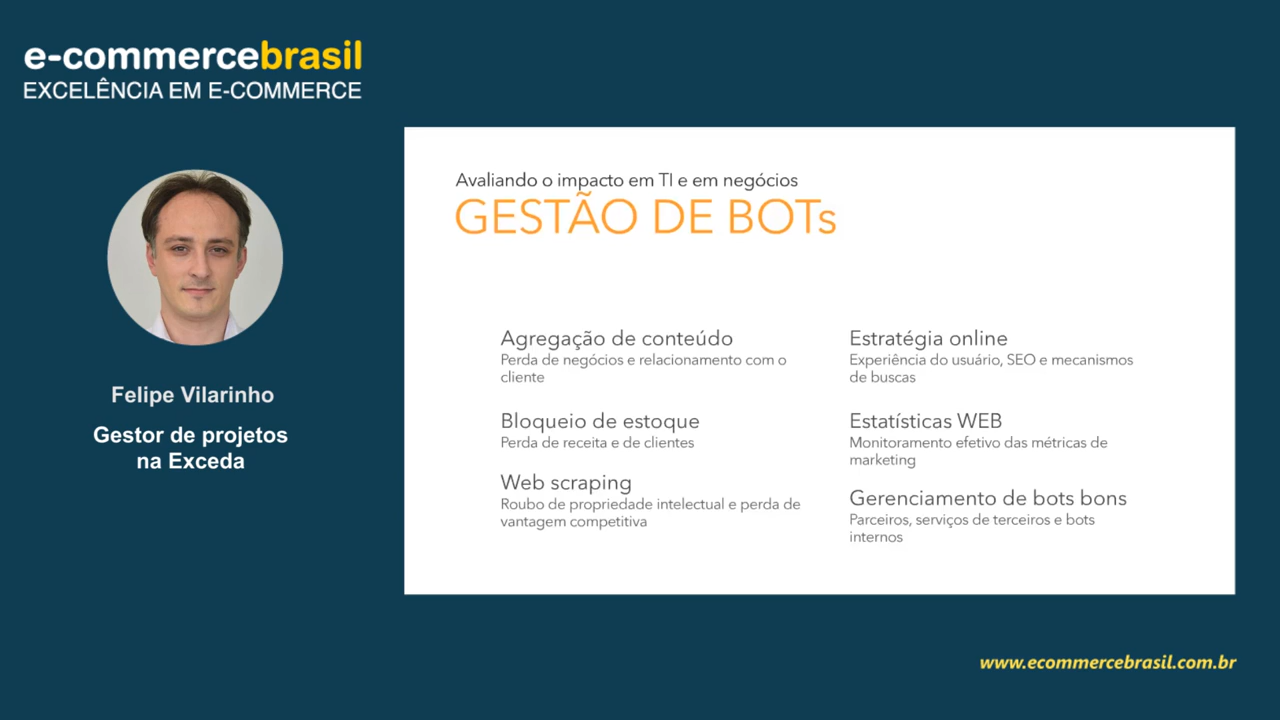 e-commercebrasil
EXCELÊNCIA EM E-COMMERCE
Felipe Vilarinho
Gestor de projetos
na Exceda
Avaliando o impacto em TI e em negócios
GESTÃO DE BOTs
Agregação de conteúdo
Perda de negócios e relacionamento com o
cliente
Bloqueio de estoque
Perda de receita e de clientes
Web scraping
Roubo de propriedade intelectual e perda de
vantagem competitiva
Estratégia online
Experiência do usuário, SEO e mecanismos
de buscas
Estatísticas WEB
Monitoramento efetivo das métricas de
marketing
Gerenciamento de bots bons
Parceiros, serviços de terceiros e bots
internos
www.ecommercebrasil.com.br